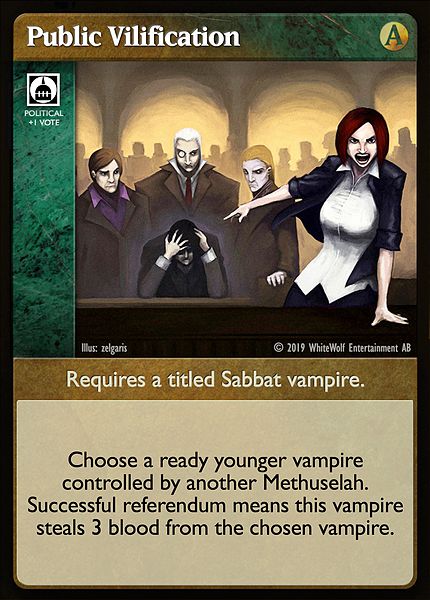 Public Vilification
A
POLITICAL
+1 VOTE
Illus: zelgaris
© 2019 WhiteWolf Entertainment AB
Requires a titled Sabbat vampire.
Choose a ready younger vampire
controlled by another Methuselah.
Successful referendum means this vampire
steals 3 blood from the chosen vampire.